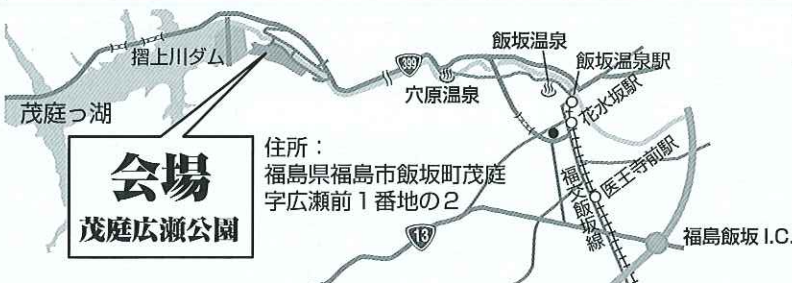 摺上川ダム
茂庭っ湖
399
穴原温泉
飯坂温泉
飯坂温泉駅
花水坂駅
医王寺前駅
福交飯坂線
福島飯坂 I.C.
13
会場
茂庭広瀬公園
住所：
福島県福島市飯坂町茂庭
字広瀬前1番地の2